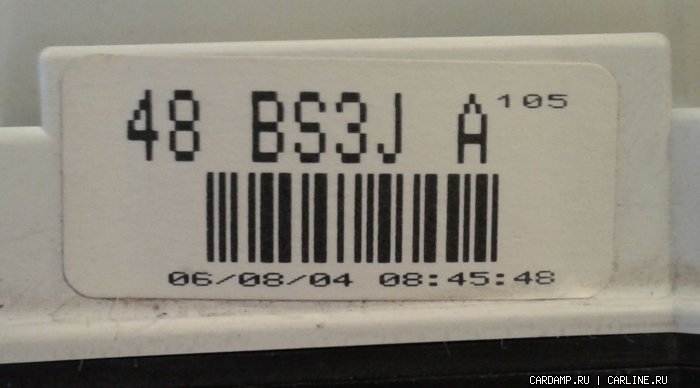 48 BS3J A 105
06/08/04 08:45:48
CARDAMP.RU | CARLINE.RU